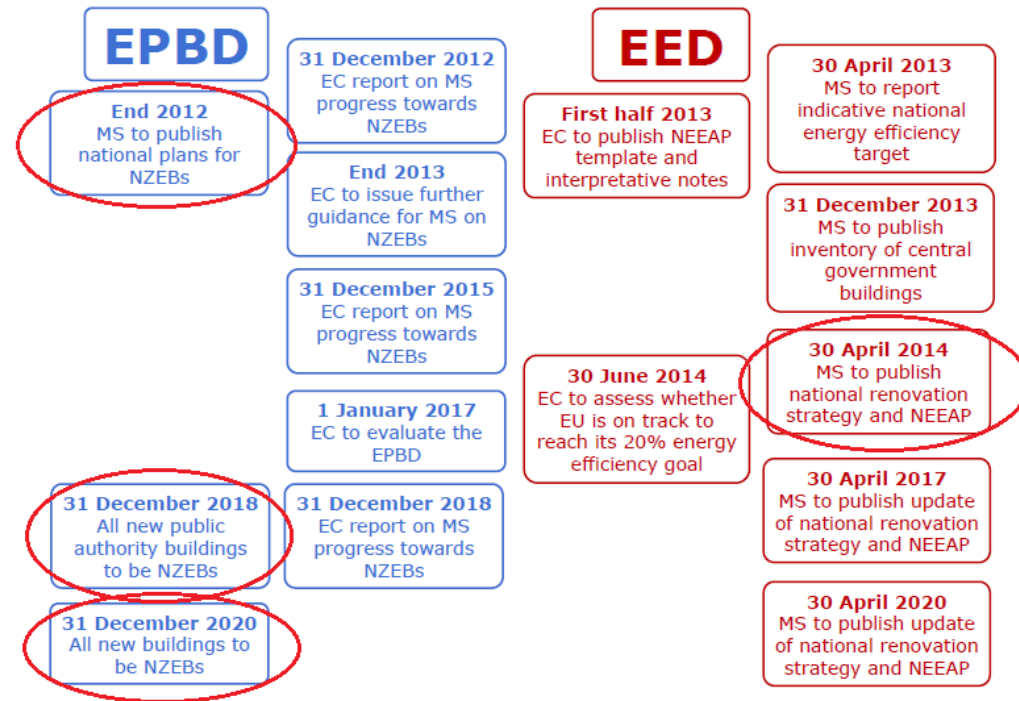 EPBD
End 2012
MS to publish
national plans for
NZEBs
31 December 2018
All new public
authority buildings
to be NZEBs
31 December 2020
All new buildings to
be NZEBs
31 December 2012
EC report on MS
progress towards
NZEBs
End 2013
EC to issue further
guidance for MS on
NZEBs
31 December 2015
EC report on MS
progress towards
NZEBs
1 January 2017
EC to evaluate the
EPBD
31 December 2018
EC report on MS
progress towards
NZEBs
EED
First half 2013
EC to publish NEEAP
template and
interpretative notes
30 June 2014
EC to assess whether
EU is on track to
reach its 20% energy
efficiency goal
30 April 2013
MS to report
indicative national
energy efficiency
target
31 December 2013
MS to publish
inventory of central
government
buildings
30 April 2014
MS to publish
national renovation
strategy and NEEAP
30 April 2017
MS to publish update
of national renovation
strategy and NEEAP
30 April 2020
MS to publish update
of national renovation
strategy and NEEAP